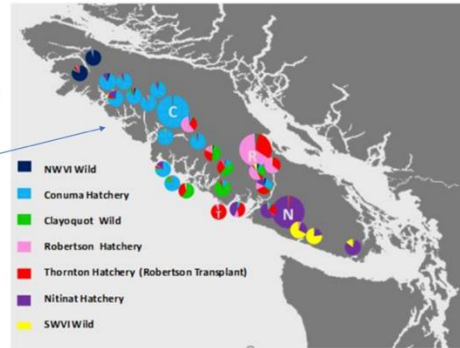 C
R
T
N
NWVI Wild
Conuma Hatchery
Clayoquot Wild
Robertson Hatchery
Thornton Hatchery (Robertson Transplant)
Nitinat Hatchery
SWVI Wild